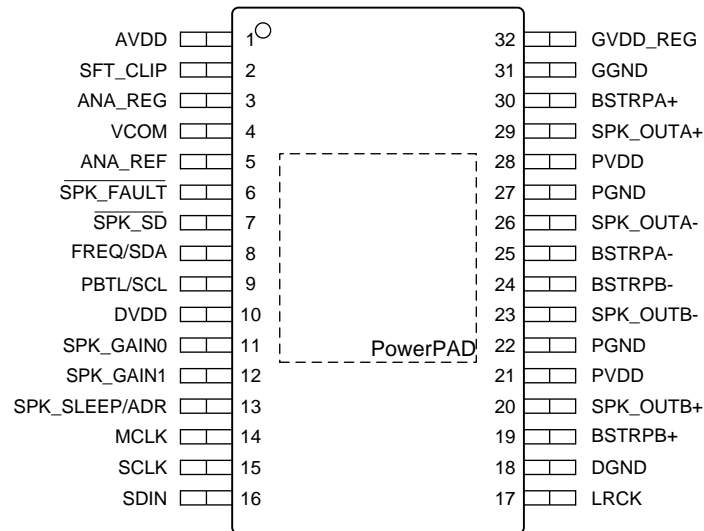 AVDD 1 32 GVDD_REG
SFT_CLIP 2 31 GGND
ANA_REG 3 30 BSTRPA+
VCOM 4 29 SPK_OUTA+
ANA_REF 5 28 PVDD
SPK_FAULT 6 27 PGND
SPK_SD 7 26 SPK_OUTA-
FREQ/SDA 8 25 BSTRPA-
PBTL/SCL 9 24 BSTRPB-
DVDD 10 23 SPK_OUTB-
SPK_GAIN0 11 PowerPAD 22 PGND
SPK_GAIN1 12 21 PVDD
SPK_SLEEP/ADR 13 20 SPK_OUTB+
MCLK 14 19 BSTRPB+
SCLK 15 18 DGND
SDIN 16 17 LRCK